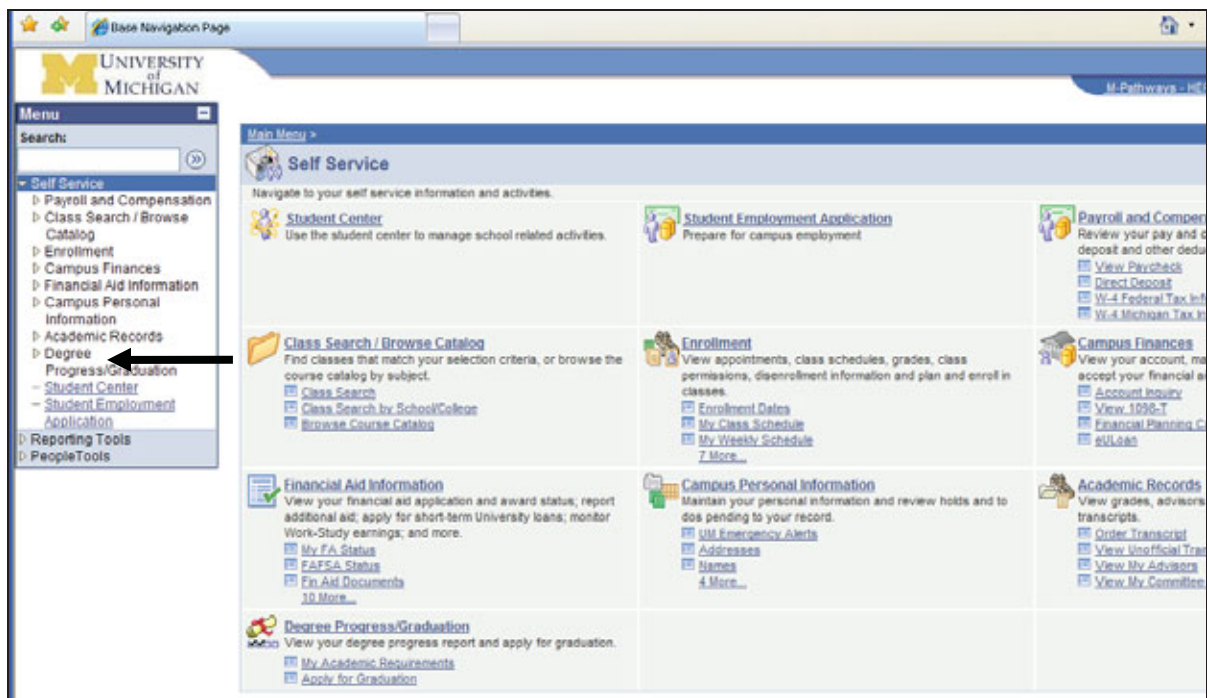 Base Navigation Page
UNIVERSITY
of
MICHIGAN
M-Pathways - HE
Menu
Search:
Self Service
Payroll and Compensation
Class Search / Browse
Catalog
Enrollment
Campus Finances
Financial Aid Information
Campus Personal
Information
Academic Records
Degree
Progress/Graduation
Student Center
Student Employment
Application
Reporting Tools
PeopleTools
Main Menu >
Self Service
Navigate to your self service information and activities.
Student Center
Use the student center to manage school related activities.
Student Employment Application
Prepare for campus employment
Payroll and Compen
Review your pay and c
deposit and other dedu
View Paycheck
Direct Deposit
W-4 Federal Tax Inf
W-4 Michigan Tax In
Class Search / Browse Catalog
Find classes that match your selection criteria, or browse the
course catalog by subject.
Class Search
Class Search by School/College
Browse Course Catalog
Enrollment
View appointments, class schedules, grades, class
permissions, disenrollment information and plan and enroll in
classes.
Enrollment Dates
My Class Schedule
My Weekly Schedule
7 More...
Campus Finances
View your account, ma
accept your financial ai
Account Inquiry
View 1098-T
Financial Planning C
eULoan
Financial Aid Information
View your financial aid application and award status; report
additional aid; apply for short-term University loans; monitor
Work-Study earnings; and more.
My FA Status
FAFSA Status
Fin Aid Documents
10 More...
Campus Personal Information
Maintain your personal information and review holds and to
dos pending to your record.
UM Emergency Alerts
Addresses
Names
4 More...
Academic Records
View grades, advisors
transcripts.
Order Transcript
View Unofficial Tran
View My Advisors
View My Committee
Degree Progress/Graduation
View your degree progress report and apply for graduation.
My Academic Requirements
Apply for Graduation